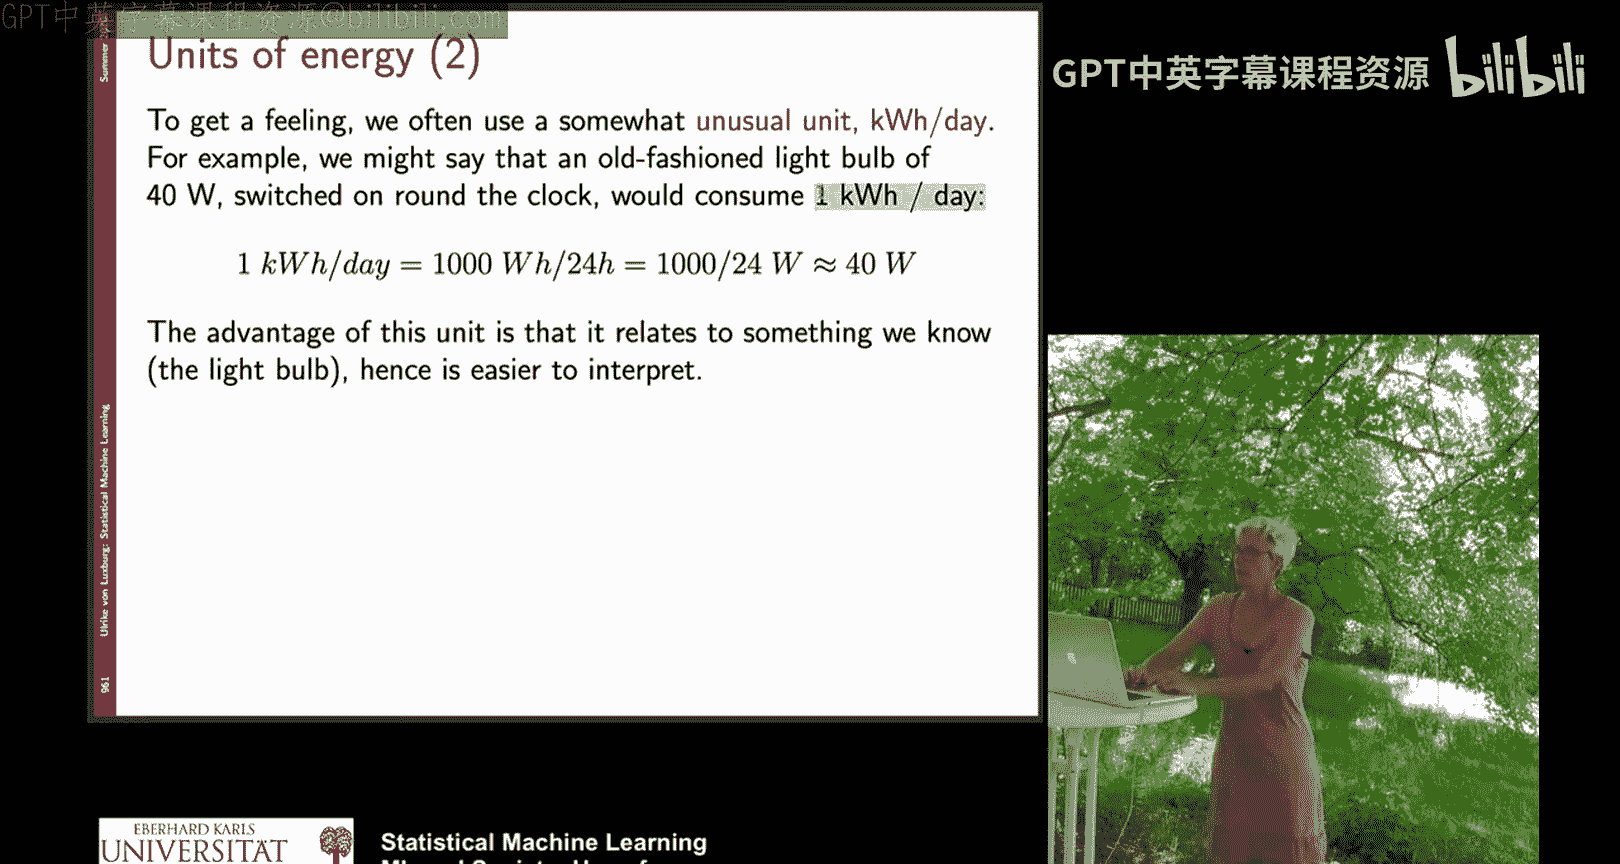 GPT中英字幕课程资源@bilibili.com
Units of energy (2)
To get a feeling, we often use a somewhat unusual unit, kWh/day.
For example, we might say that an old-fashioned light bulb of
40 W, switched on round the clock, would consume 1 kWh / day:
1 kWh/day = 1000 Wh/24h = 1000/24 W ≈ 40 W
The advantage of this unit is that it relates to something we know
(the light bulb), hence is easier to interpret.
Summer
Ulrike von Luxburg: Statistical Machine Learning
961
GPT中英字幕课程资源 bilibili
EBERHARD KARLS
UNIVERSITÄT
Statistical Machine Learning